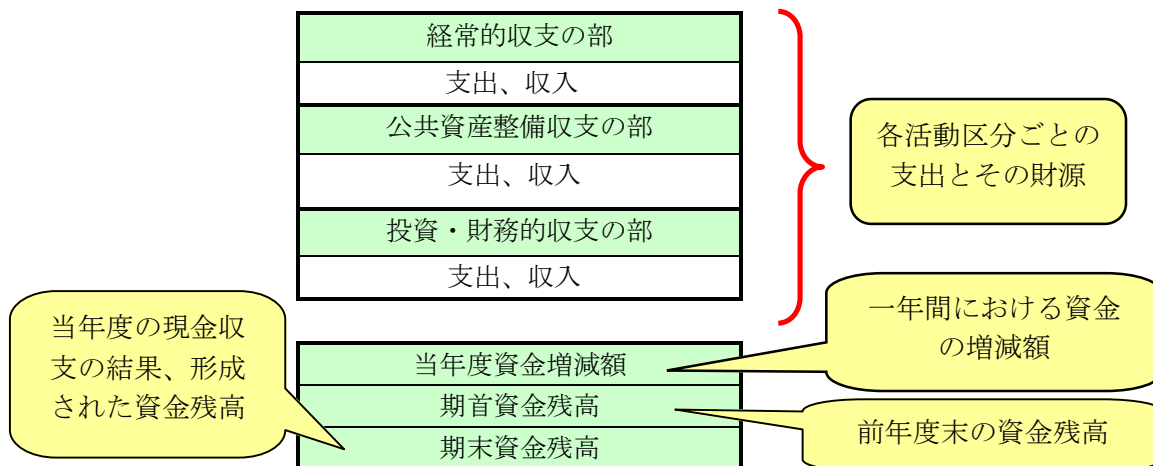 経常的収支の部
支出、収入
公共資産整備収支の部
支出、収入
投資・財務的収支の部
支出、収入
各活動区分ごとの
支出とその財源
当年度の現金収
支の結果、形成
された資金残高
当年度資金増減額
期首資金残高
期末資金残高
一年間における資金
の増減額
前年度末の資金残高